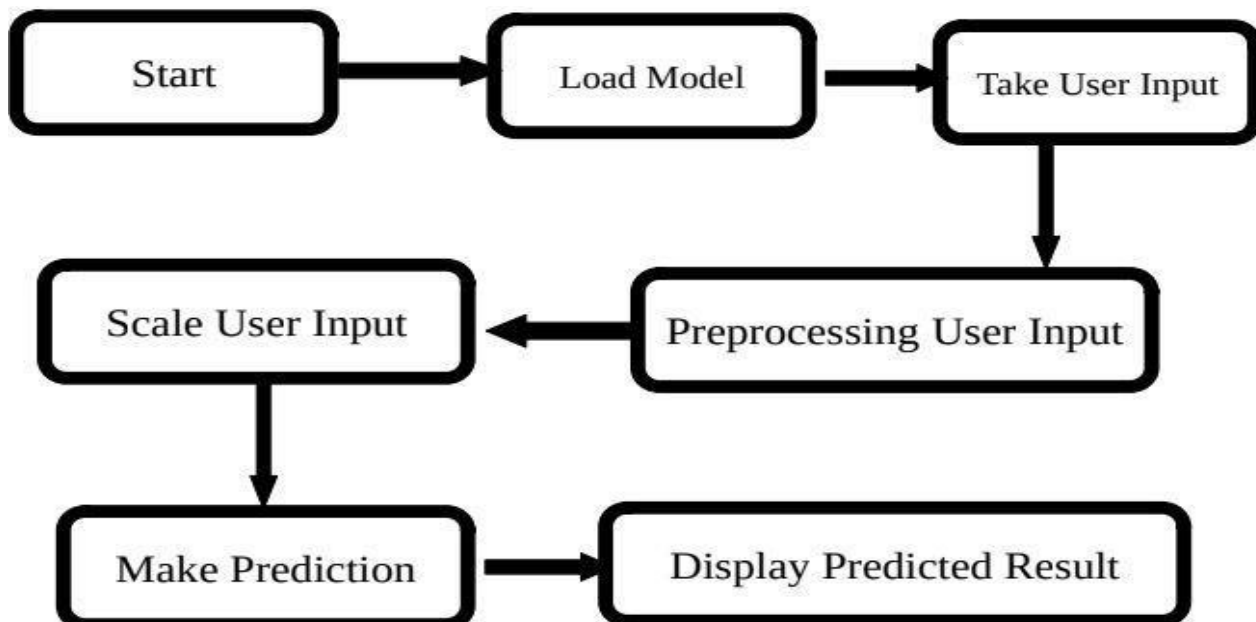 Start
Load Model
Take User Input
Preprocessing User Input
Scale User Input
Make Prediction
Display Predicted Result